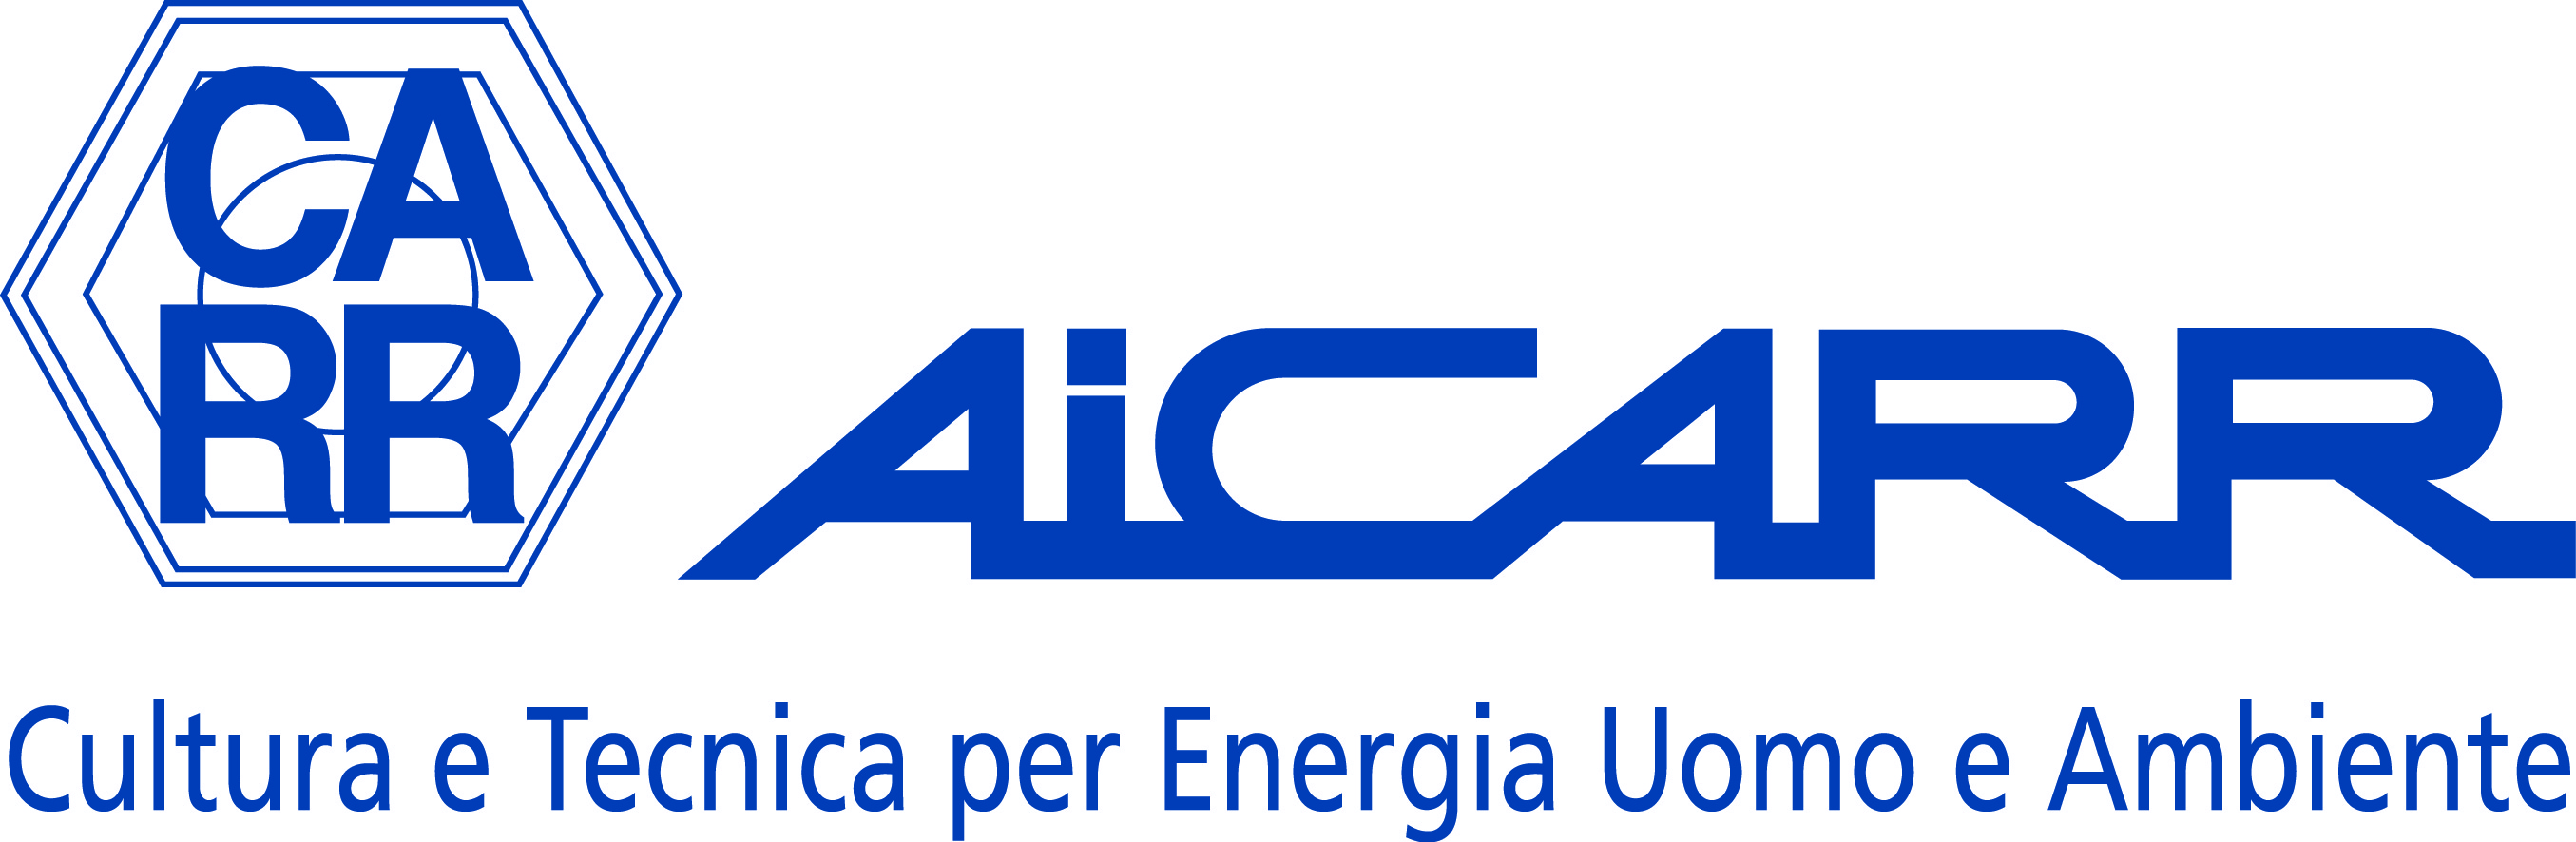 CA
RR
AiCARR
Cultura e Tecnica per Energia Uomo e Ambiente